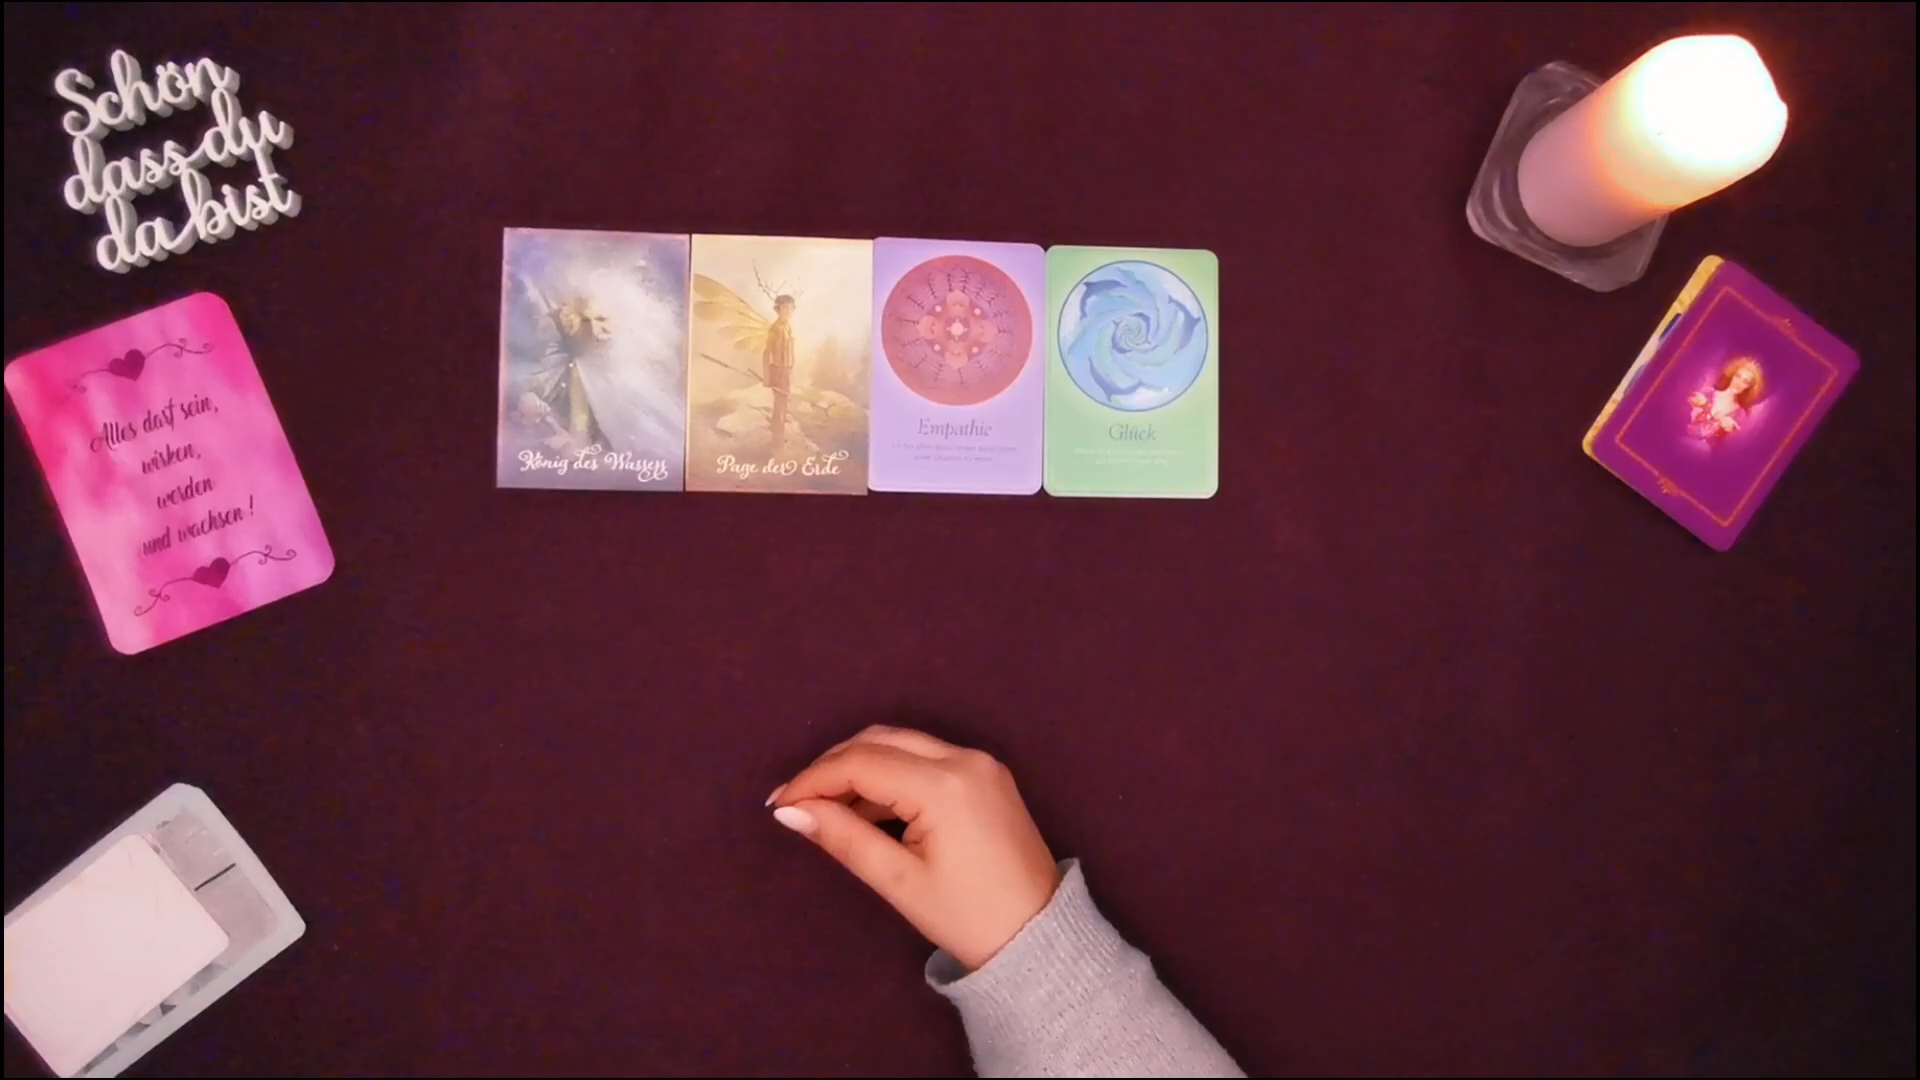 Schön
dass du
da bist
Alles darf sein,
wirken,
werden
und wachsen!
König des Wassers
Page der Erde
Empathie
Glück